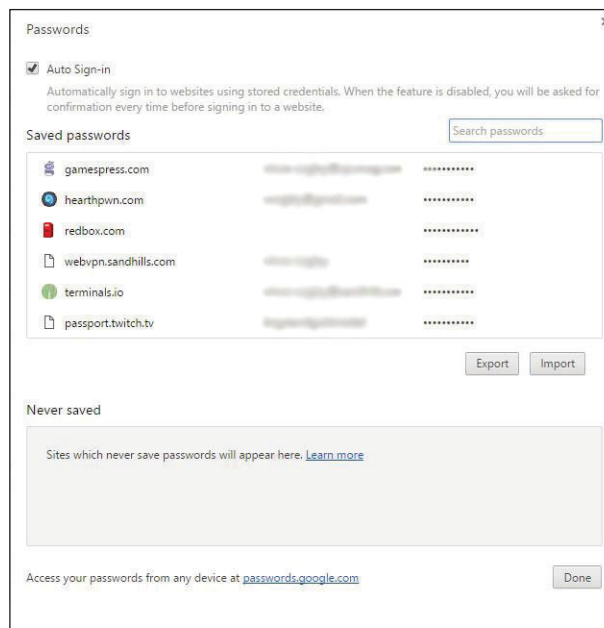 Passwords
Auto Sign-in
Automatically sign in to websites using stored credentials. When the feature is disabled, you will be asked for
confirmation every time before signing in to a website.
Saved passwords
Search passwords
gamespress.com •••••••••••
hearthpwn.com •••••••••••
redbox.com ••••••••••••
webvpn.sandhills.com ••••••••••
terminals.io •••••••••••
passport.twitch.tv •••••••••••
Export Import
Never saved
Sites which never save passwords will appear here. Learn more
Access your passwords from any device at passwords.google.com
Done